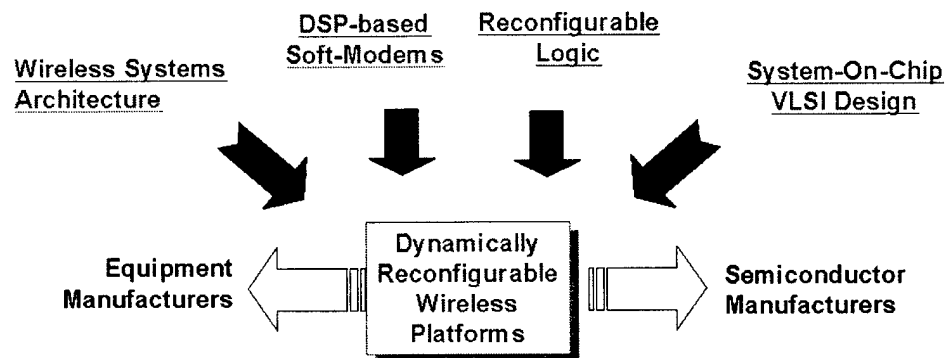 Wireless Systems
Architecture
DSP-based
Soft-Modems
Reconfigurable
Logic
System-On-Chip
VLSI Design
Equipment
Manufacturers
Dynamically
Reconfigurable
Wireless
Platforms
Semiconductor
Manufacturers